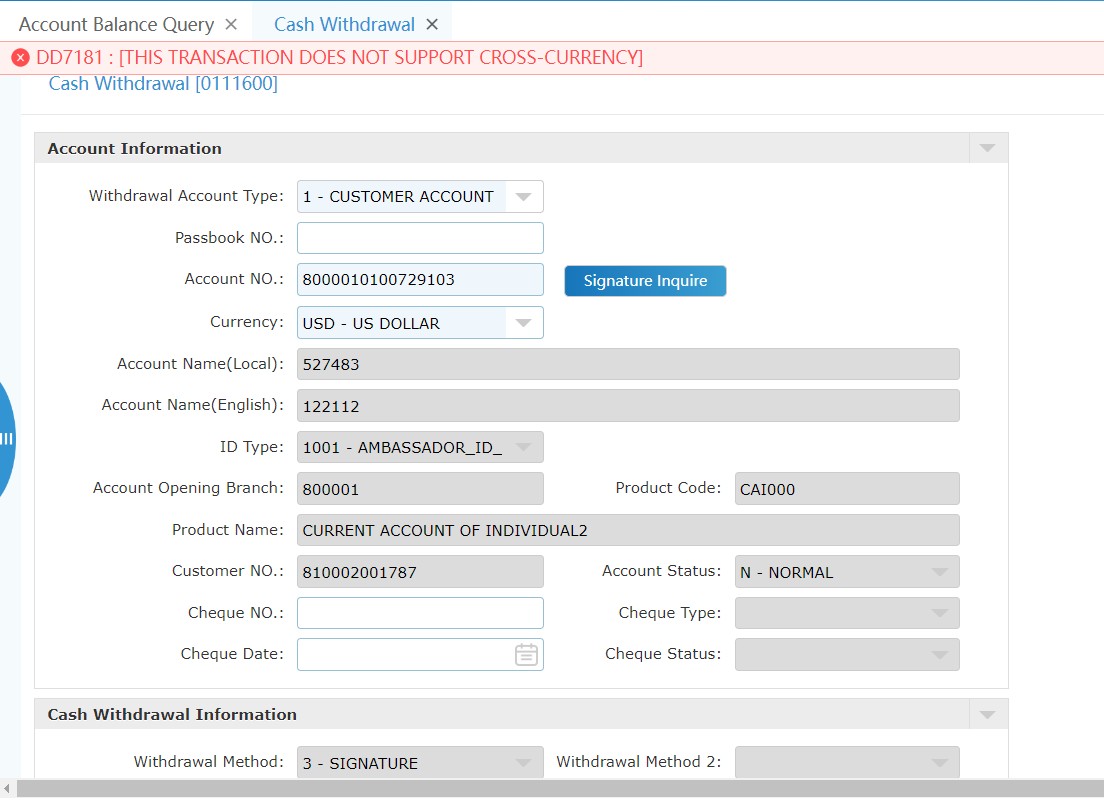 Account Balance Query
Cash Withdrawal
DD7181 : [THIS TRANSACTION DOES NOT SUPPORT CROSS-CURRENCY]
Cash Withdrawal [0111600]
Account Information
Withdrawal Account Type: 1 - CUSTOMER ACCOUNT
Passbook NO.:
Account NO.: 8000010100729103 Signature Inquire
Currency: USD - US DOLLAR
Account Name(Local): 527483
Account Name(English): 122112
ID Type: 1001 - AMBASSADOR_ID_
Account Opening Branch: 800001 Product Code: CAI000
Product Name: CURRENT ACCOUNT OF INDIVIDUAL2
Customer NO.: 810002001787 Account Status: N - NORMAL
Cheque NO.: Cheque Type:
Cheque Date: Cheque Status:
Cash Withdrawal Information
Withdrawal Method: 3 - SIGNATURE Withdrawal Method 2: